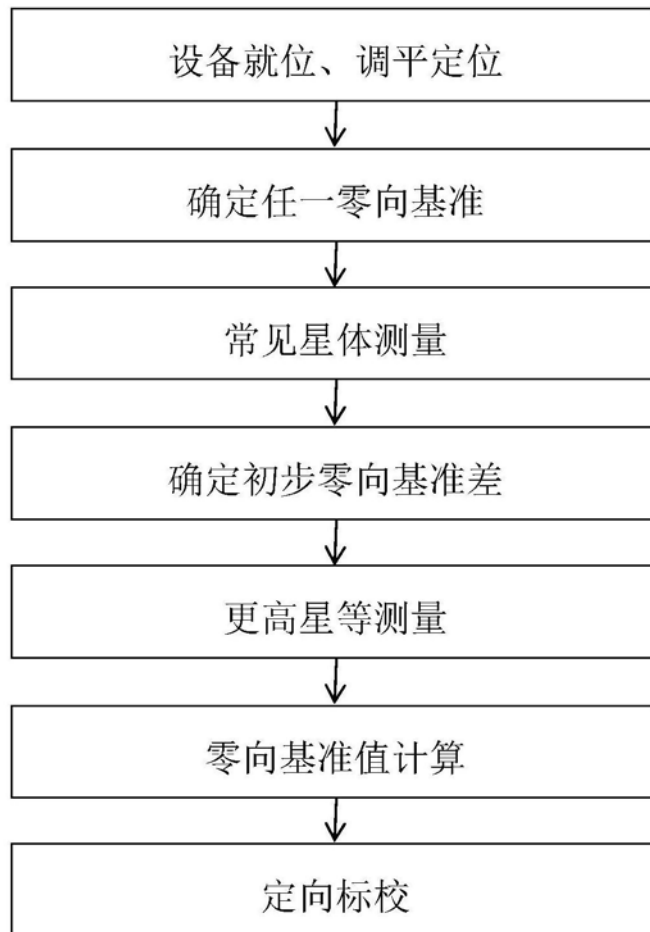 设备就位、调平定位
确定任一零向基准
常见星体测量
确定初步零向基准差
更高星等测量
零向基准值计算
定向标校